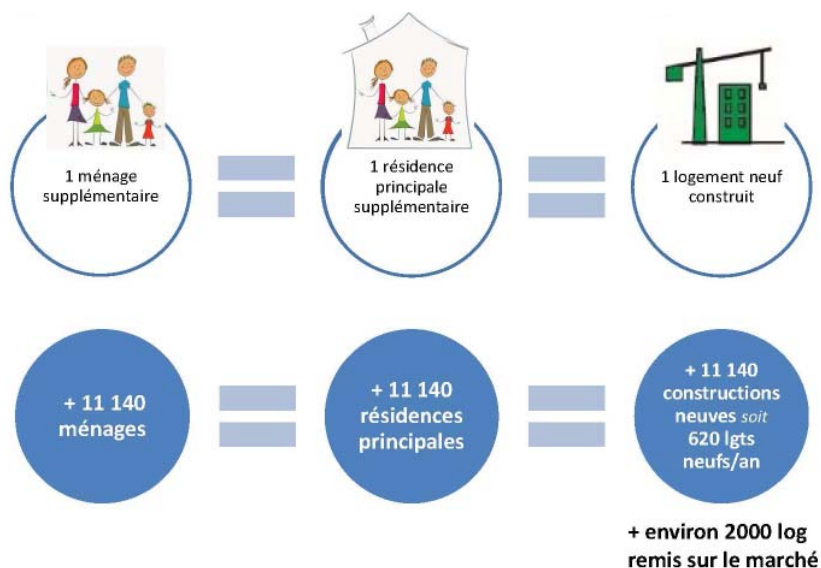 1 ménage
supplémentaire
1 résidence
principale
supplémentaire
1 logement neuf
construit
+ 11 140
ménages
+ 11 140
résidences
principales
+ 11 140
constructions
neuves soit
620 lgts
neufs/an
+ environ 2000 log
remis sur le marché